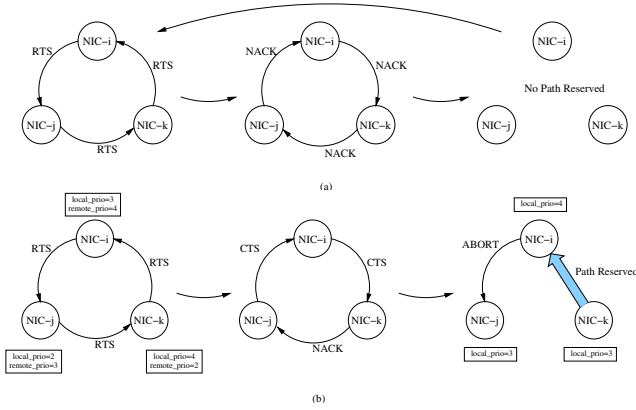 NIC−i
RTS
RTS
NIC−j
NIC−k
RTS
NIC−i
NACK
NACK
NIC−j
NIC−k
NACK
NIC−i
No Path Reserved
NIC−j
NIC−k
(a)
local_prio=3
remote_prio=4
NIC−i
RTS
RTS
NIC−j
NIC−k
RTS
local_prio=2
remote_prio=3
local_prio=4
remote_prio=2
NIC−i
CTS
CTS
NIC−j
NIC−k
NACK
local_prio=4
NIC−i
ABORT
Path Reserved
NIC−j
NIC−k
local_prio=3
local_prio=3
(b)